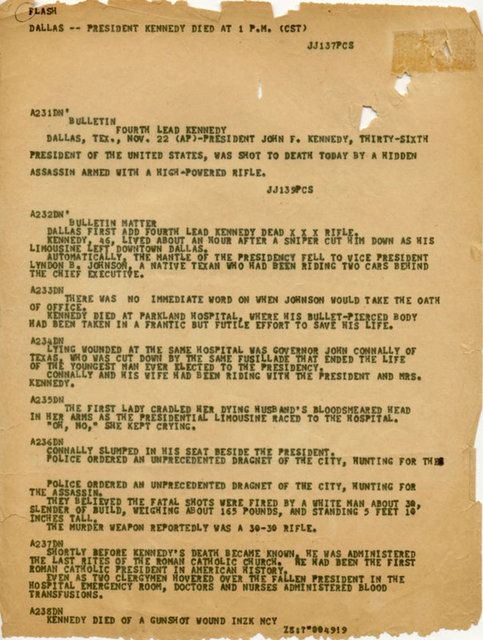 FLASH
DALLAS -- PRESIDENT KENNEDY DIED AT 1 P.M. (CST)
JJ137PCS
A231DN'
BULLETIN
FOURTH LEAD KENNEDY
DALLAS, TEX., NOV. 22 (AP)-PRESIDENT JOHN F. KENNEDY, THIRTY-SIXTH
PRESIDENT OF THE UNITED STATES, WAS SHOT TO DEATH TODAY BY A HIDDEN
ASSASSIN ARMED WITH A HIGH-POWERED RIFLE.
JJ139PCS
A232DN'
BULLETIN MATTER
DALLAS FIRST ADD FOURTH LEAD KENNEDY DEAD X X X RIFLE.
KENNEDY, 46, LIVED ABOUT AN HOUR AFTER A SNIPER CUT HIM DOWN AS HIS
LIMOUSINE LEFT DOWNTOWN DALLAS.
AUTOMATICALLY, THE MANTLE OF THE PRESIDENCY FELL TO VICE PRESIDENT
LYNDON B. JOHNSON, A NATIVE TEXAN WHO HAD BEEN RIDING TWO CARS BEHIND
THE CHIEF EXECUTIVE.
A233DN
THERE WAS NO IMMEDIATE WORD ON WHEN JOHNSON WOULD TAKE THE OATH
OF OFFICE.
KENNEDY DIED AT PARKLAND HOSPITAL, WHERE HIS BULLET-PIERCED BODY
HAD BEEN TAKEN IN A FRANTIC BUT FUTILE EFFORT TO SAVE HIS LIFE.
A234DN
LYING WOUNDED AT THE SAME HOSPITAL WAS GOVERNOR JOHN CONNALLY OF
TEXAS, WHO WAS CUT DOWN BY THE SAME FUSILLADE THAT ENDED THE LIFE
OF THE YOUNGEST MAN EVER ELECTED TO THE PRESIDENCY.
CONNALLY AND HIS WIFE HAD BEEN RIDING WITH THE PRESIDENT AND MRS.
KENNEDY.
A235DN
THE FIRST LADY CRADLED HER DYING HUSBAND'S BLOODSMEARED HEAD
IN HER ARMS AS THE PRESIDENTIAL LIMOUSINE RACED TO THE HOSPITAL.
"OH, NO," SHE KEPT CRYING.
A236DN
CONNALLY SLUMPED IN HIS SEAT BESIDE THE PRESIDENT.
POLICE ORDERED AN UNPRECEDENTED DRAGNET OF THE CITY, HUNTING FOR
POLICE ORDERED AN UNPRECEDENTED DRAGNET OF THE CITY, HUNTING FOR
THE ASSASSIN.
THEY BELIEVED THE FATAL SHOTS WERE FIRED BY A WHITE MAN ABOUT 30,
SLENDER OF BUILD, WEIGHING ABOUT 165 POUNDS, AND STANDING 5 FEET 10
INCHES TALL.
THE MURDER WEAPON REPORTEDLY WAS A 30-30 RIFLE.
A237DN
SHORTLY BEFORE KENNEDY'S DEATH BECAME KNOWN, HE WAS ADMINISTERED
THE LAST RITES OF THE ROMAN CATHOLIC CHURCH. HE HAD BEEN THE FIRST
ROMAN CATHOLIC PRESIDENT IN AMERICAN HISTORY.
EVEN AS TWO CLERGYMEN HOVERED OVER THE FALLEN PRESIDENT IN THE
HOSPITAL EMERGENCY ROOM, DOCTORS AND NURSES ADMINISTERED BLOOD
TRANSFUSIONS.
A238DN
KENNEDY DIED OF A GUNSHOT WOUND INZK NCY